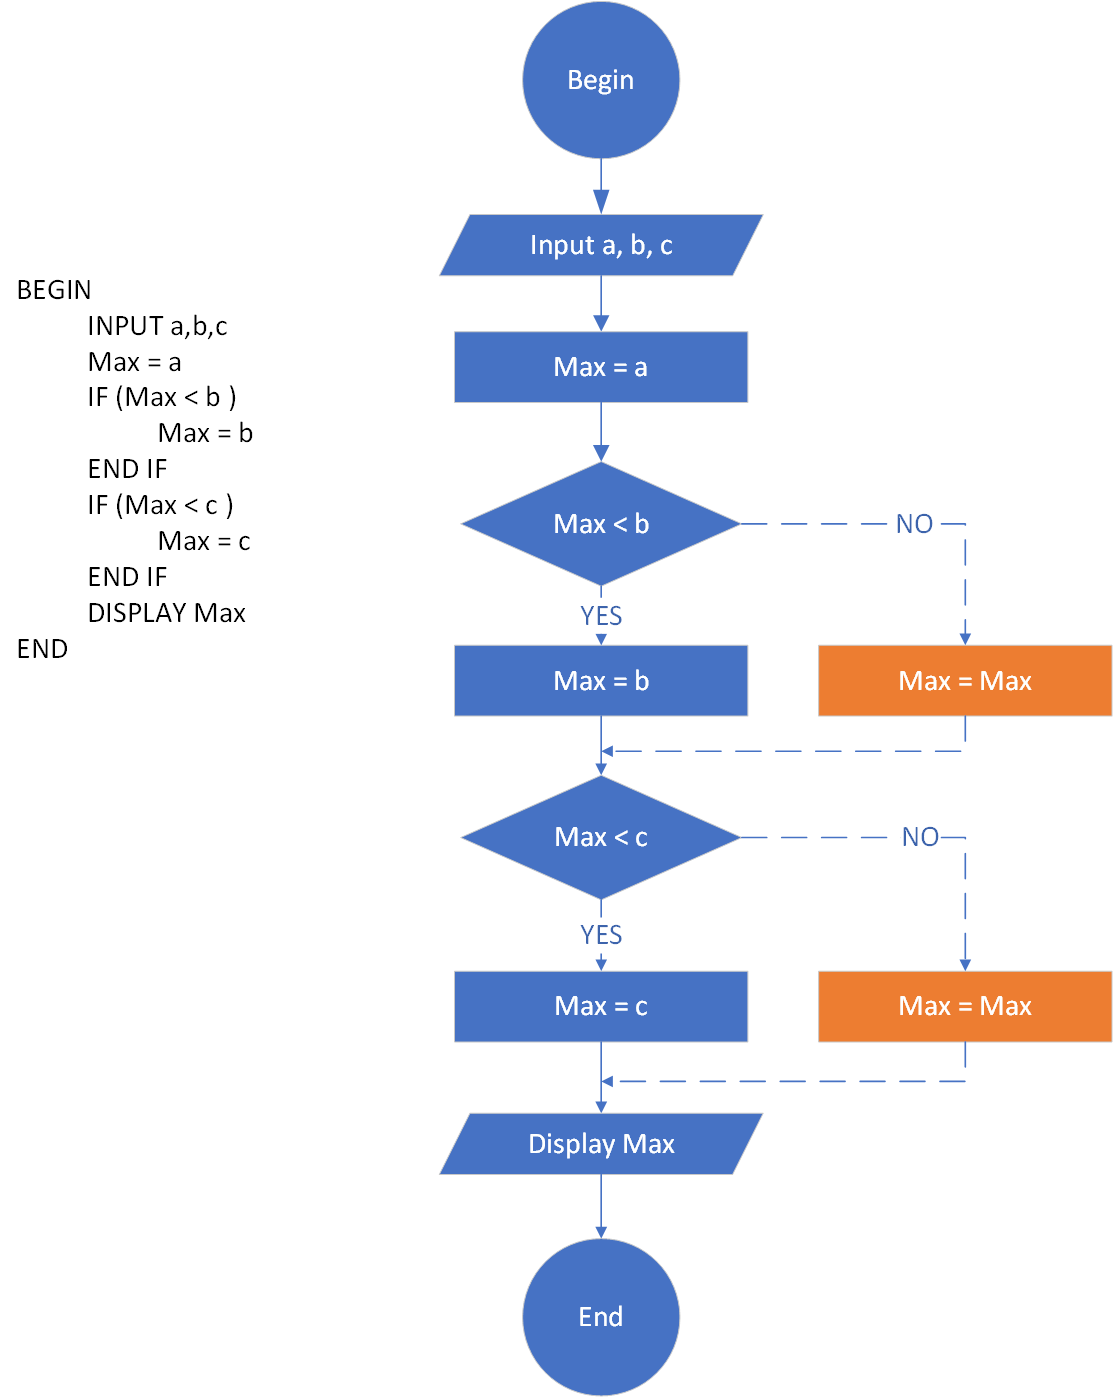 BEGIN
INPUT a,b,c
Max = a
IF (Max < b )
Max = b
END IF
IF (Max < c )
Max = c
END IF
DISPLAY Max
END
Begin
Input a, b, c
Max = a
Max < b
NO
YES
Max = b
Max = Max
Max < c
NO
YES
Max = c
Max = Max
Display Max
End